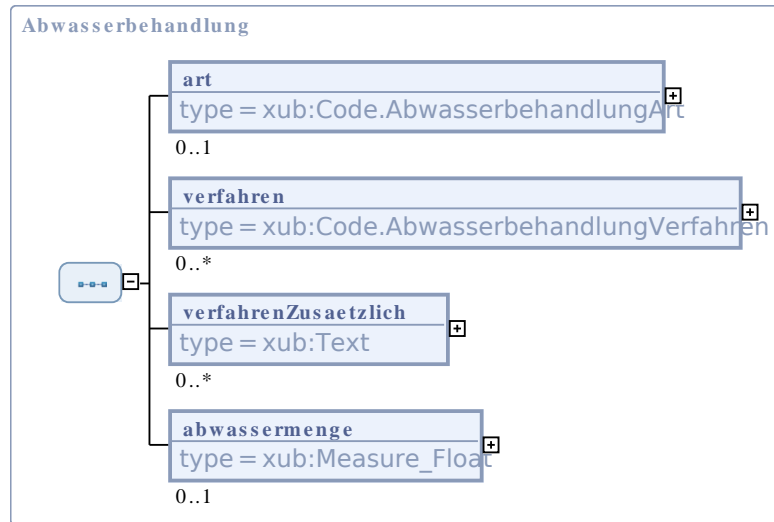 Abwasserbehandlung
art
type = xub:Code.AbwasserbehandlungArt
0..1
verfahren
type = xub:Code.AbwasserbehandlungVerfahren
0..*
verfahrenZusaetzlich
type = xub:Text
0..*
abwassermenge
type = xub:Measure_Float
0..1